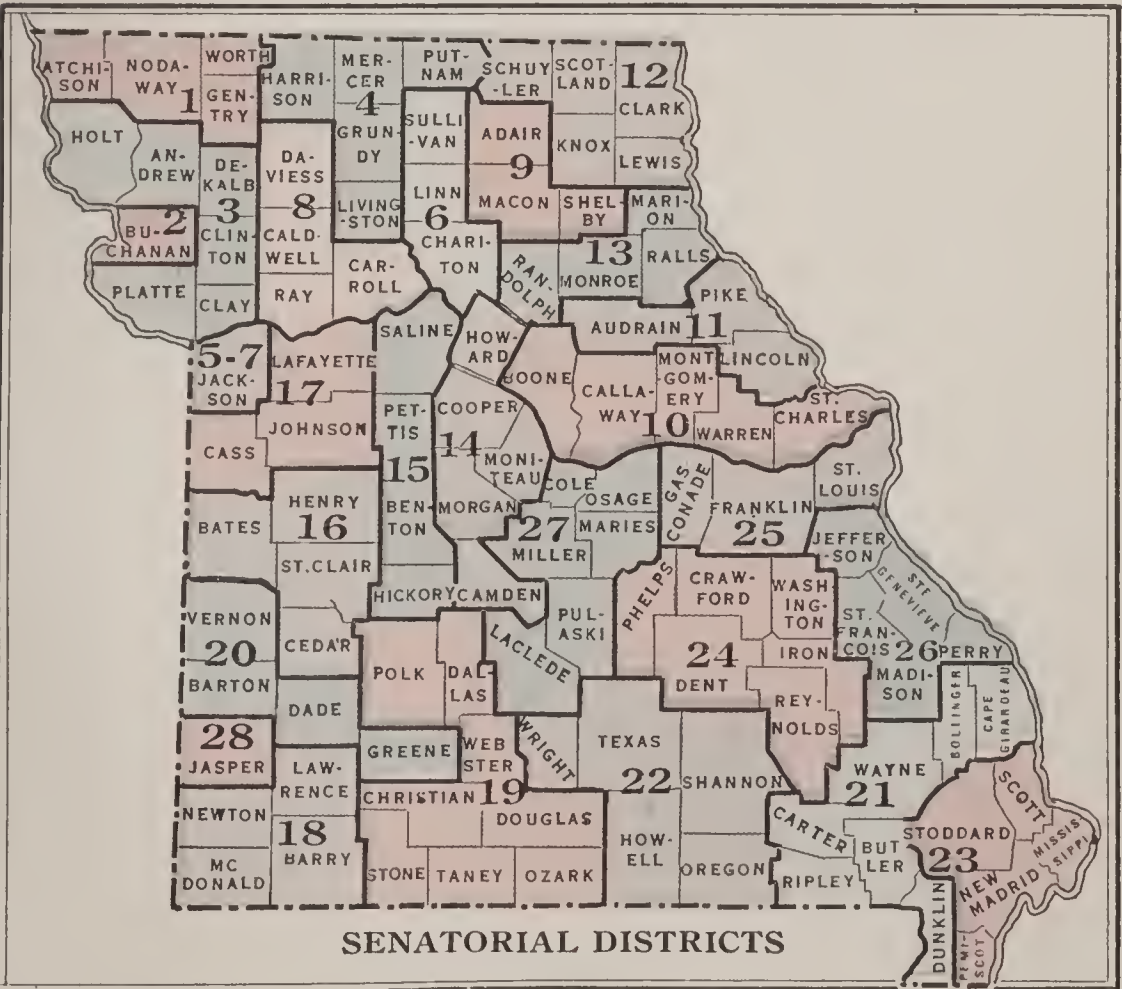 ATCHI-
SON
NODA-
WAY
1
WORTH
GEN-
TRY
HARRI-
SON
MER-
CER
4
GRUN-
DY
PUT-
NAM
SCHUY
-LER
SCOT-
LAND
12
CLARK
HOLT
AN-
DREW
DE-
KALB
3
CLIN-
TON
DA-
VIESS
8
CALD-
WELL
LIVING
-STON
SULLI
-VAN
LINN
6
CHARI-
TON
ADAIR
9
MACON
KNOX
LEWIS
SHEL-
BY
MARI-
ON
2
BU-
CHANAN
PLATTE
CLAY
RAY
CAR-
ROLL
RAN-
DOLPH
13
MONROE
RALLS
PIKE
SALINE
HOW-
ARD
AUDRAIN
11
LINCOLN
5-7
JACK-
SON
LAFAYETTE
17
JOHNSON
PET-
TIS
15
BEN-
TON
COOPER
14
MONI-
TEAU
MORGAN
BOONE
CALLA-
WAY
10
MONT
-GOM-
ERY
WARREN
ST.
CHARLES
CASS
BATES
HENRY
16
ST. CLAIR
COLE
OSAGE
27
MARIES
MILLER
GAS-
CONADE
FRANKLIN
25
ST.
LOUIS
JEFFER
-SON
VERNON
20
BARTON
CEDAR
HICKORY
CAMDEN
PUL-
ASKI
PHELPS
CRAW-
FORD
WASH-
ING-
TON
STE
GENEVIEVE
ST.
FRAN-
COIS
26
PERRY
MADI-
SON
DADE
POLK
DAL-
LAS
LACLEDE
24
DENT
IRON
REY-
NOLDS
BOLLINGER
CAPE
GIRARDEAU
28
JASPER
LAW-
RENCE
GREENE
WEB
STER
WRIGHT
TEXAS
22
SHANNON
WAYNE
21
NEWTON
18
BARRY
CHRISTIAN
19
DOUGLAS
CARTER
BUT
LER
STODDARD
23
SCOTT
MISSIS
SIPPI
MC
DONALD
STONE
TANEY
OZARK
HOW-
ELL
OREGON
RIPLEY
NEW
MADRID
DUNKLIN
PEMI-
SCOT
SENATORIAL DISTRICTS